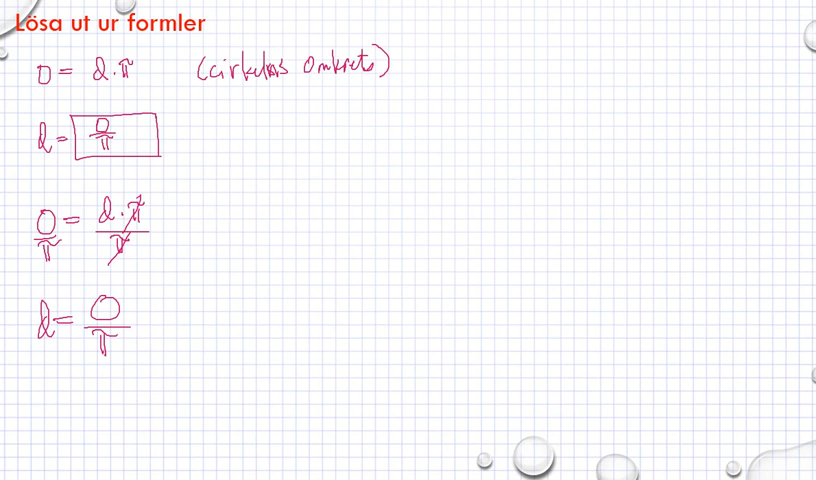 Lösa ut ur formler
O = d · π (cirkelns omkrets)
d = O/π
O/π = d · π/π
d = O/π